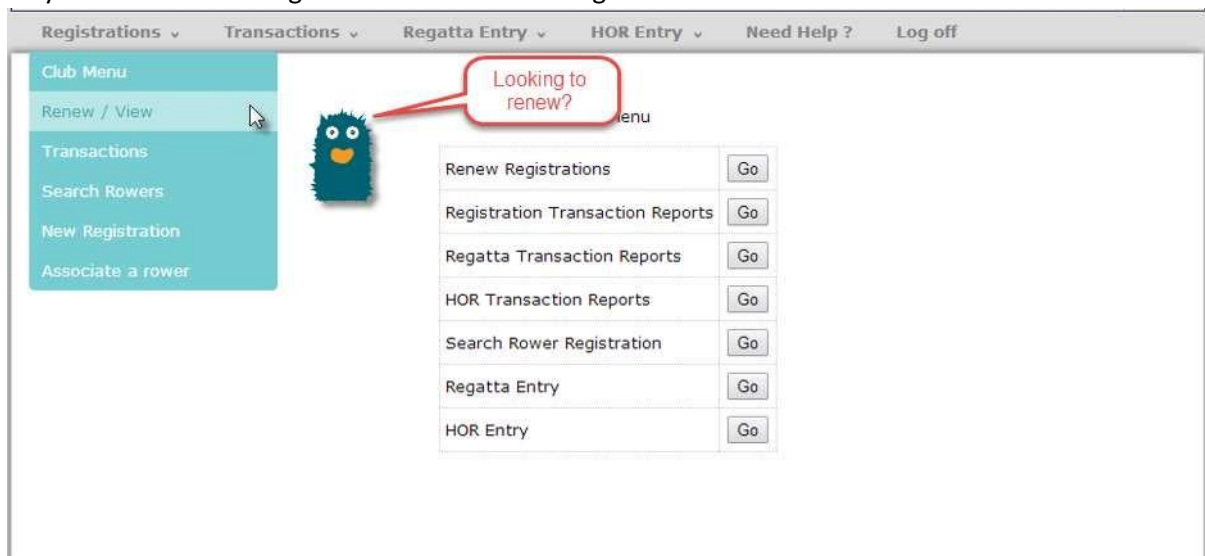 Registrations Transactions Regatta Entry HOR Entry Need Help ? Log off
Club Menu
Renew / View
Transactions
Search Rowers
New Registration
Associate a rower
Looking to
renew?
Renew Registrations Go
Registration Transaction Reports Go
Regatta Transaction Reports Go
HOR Transaction Reports Go
Search Rower Registration Go
Regatta Entry Go
HOR Entry Go